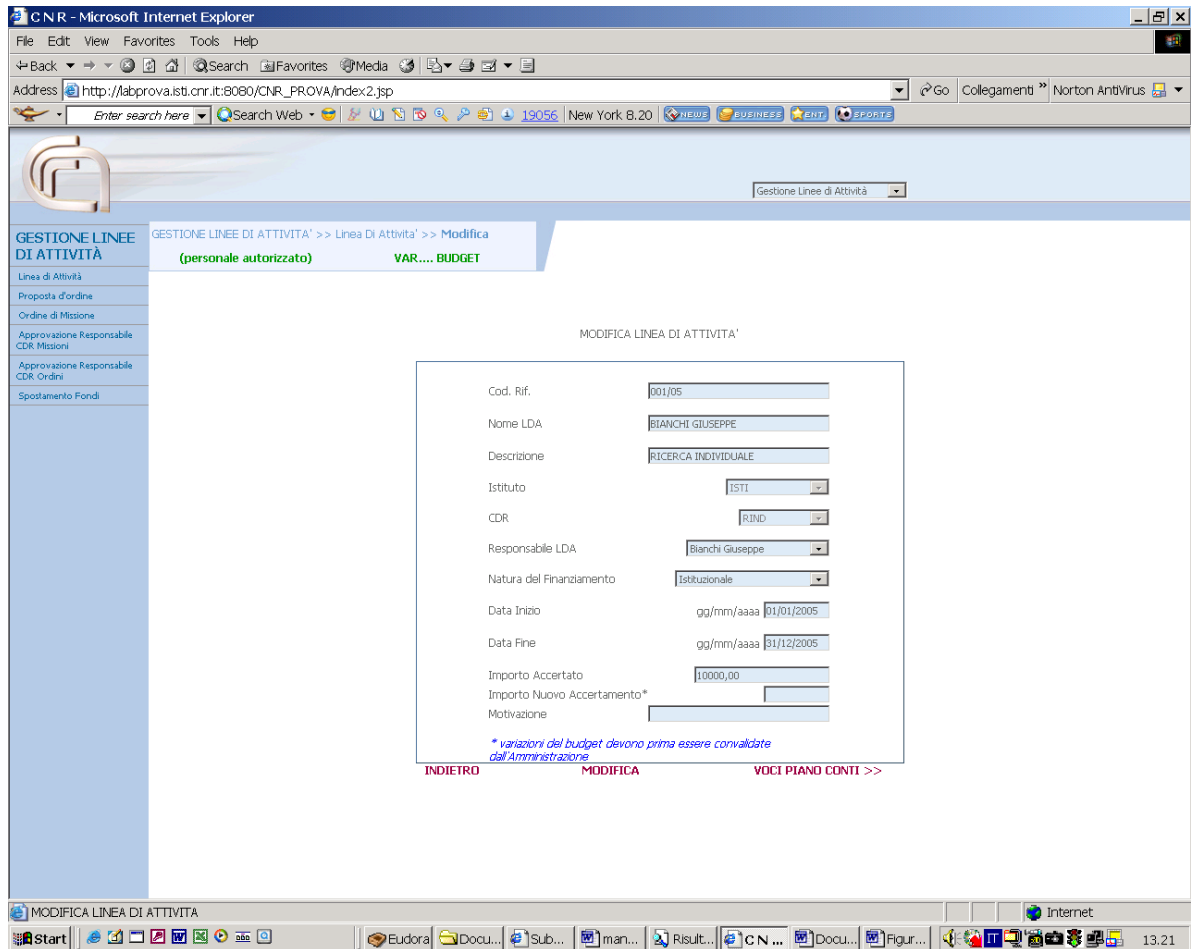 CNR - Microsoft Internet Explorer
File Edit View Favorites Tools Help
Back Search Favorites Media
Address http://labprova.isti.cnr.it:8080/CNR_PROVA/index2.jsp Go Collegamenti » Norton AntiVirus
Enter search here Search Web 19056 New York 8.20 NEWS BUSINESS ENT SPORTS
Gestione Linee di Attività
GESTIONE LINEE DI ATTIVITA' >> Linea Di Attivita' >> Modifica
(personale autorizzato) VAR.... BUDGET
GESTIONE LINEE
DI ATTIVITÀ
Linea di Attività
Proposta d'ordine
Ordine di Missione
Approvazione Responsabile
CDR Missioni
Approvazione Responsabile
CDR Ordini
Spostamento Fondi
MODIFICA LINEA DI ATTIVITA'
Cod. Rif. 001/05
Nome LDA BIANCHI GIUSEPPE
Descrizione RICERCA INDIVIDUALE
Istituto ISTI
CDR RIND
Responsabile LDA Bianchi Giuseppe
Natura del Finanziamento Istituzionale
Data Inizio gg/mm/aaaa 01/01/2005
Data Fine gg/mm/aaaa 31/12/2005
Importo Accertato 10000,00
Importo Nuovo Accertamento*
Motivazione
* variazioni del budget devono prima essere convalidate
dall'Amministrazione
INDIETRO MODIFICA VOCI PIANO CONTI >>
MODIFICA LINEA DI ATTIVITA Internet
Start Eudora Docu... Sub... man... Risult... CN ... Docu... Figur... IT 13.21